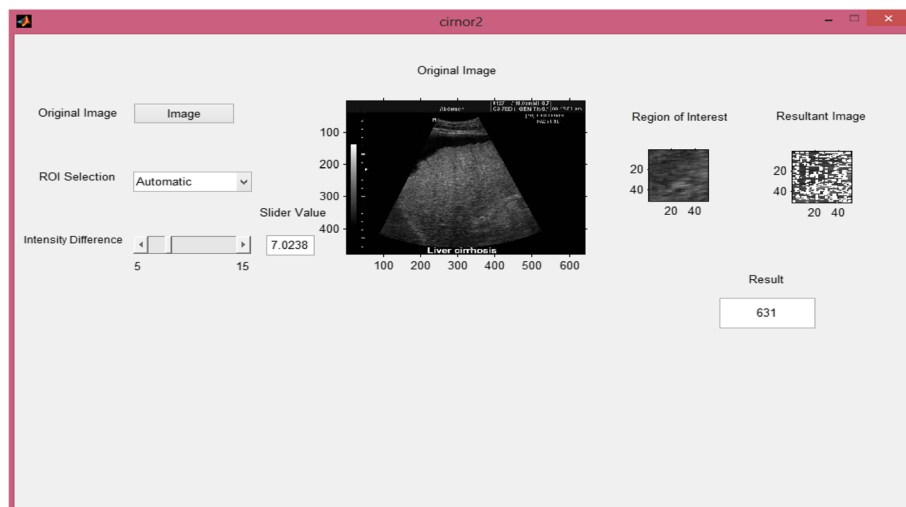 cirnor2
Original Image
Original Image
Image
Region of Interest
Resultant Image
ROI Selection
Automatic
Slider Value
Intensity Difference
7.0238
5
15
Abdomen
Liver cirrhosis
100
200
300
400
100 200 300 400 500 600
20
40
20 40
20
40
20 40
Result
631